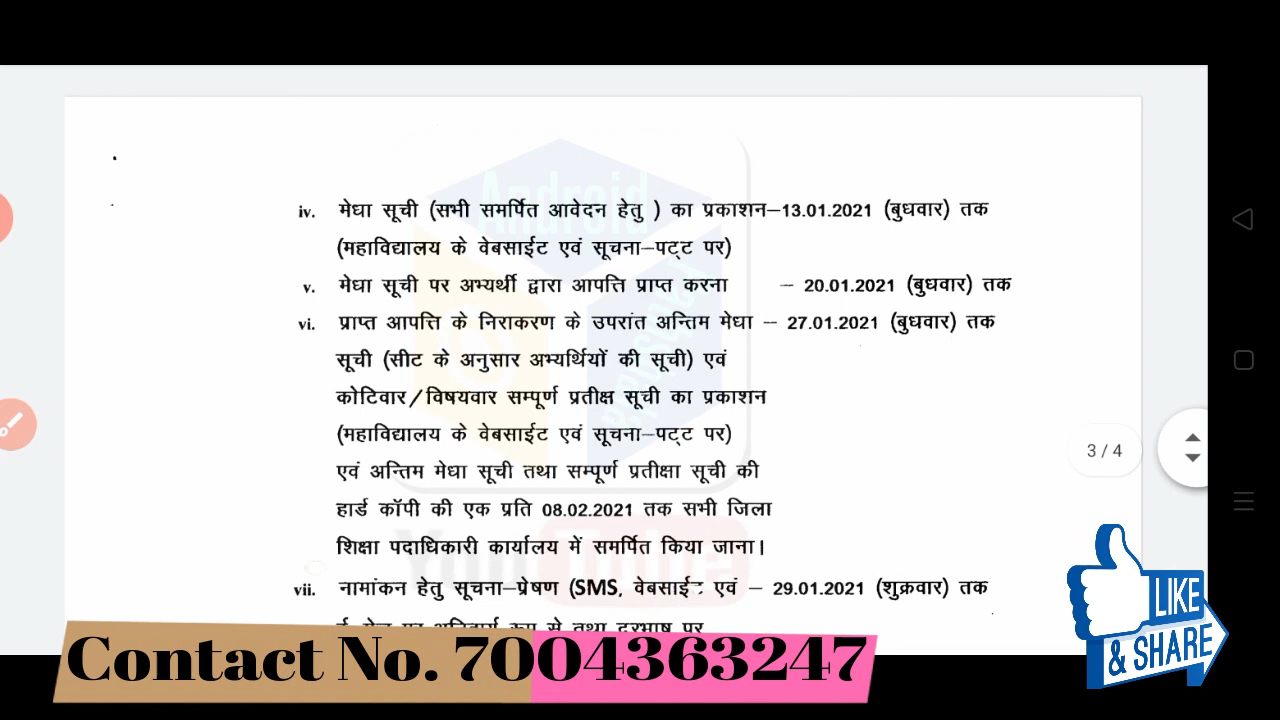 Android
iv. मेधा सूची (सभी समर्पित आवेदन हेतु ) का प्रकाशन–13.01.2021 (बुधवार) तक
(महाविद्यालय के वेबसाईट एवं सूचना–पट्ट पर)
v. मेधा सूची पर अभ्यर्थी द्वारा आपत्ति प्राप्त करना – 20.01.2021 (बुधवार) तक
vi. प्राप्त आपत्ति के निराकरण के उपरांत अन्तिम मेधा – 27.01.2021 (बुधवार) तक
सूची (सीट के अनुसार अभ्यर्थियों की सूची) एवं
कोटिवार/विषयवार सम्पूर्ण प्रतीक्ष सूची का प्रकाशन
(महाविद्यालय के वेबसाईट एवं सूचना–पट्ट पर)
एवं अन्तिम मेधा सूची तथा सम्पूर्ण प्रतीक्षा सूची की
हार्ड कॉपी की एक प्रति 08.02.2021 तक सभी जिला
शिक्षा पदाधिकारी कार्यालय में समर्पित किया जाना।
YouTube
vii. नामांकन हेतु सूचना–प्रेषण (SMS, वेबसाईट एवं – 29.01.2021 (शुक्रवार) तक
3 / 4
Contact No. 7004363247
LIKE
& SHARE